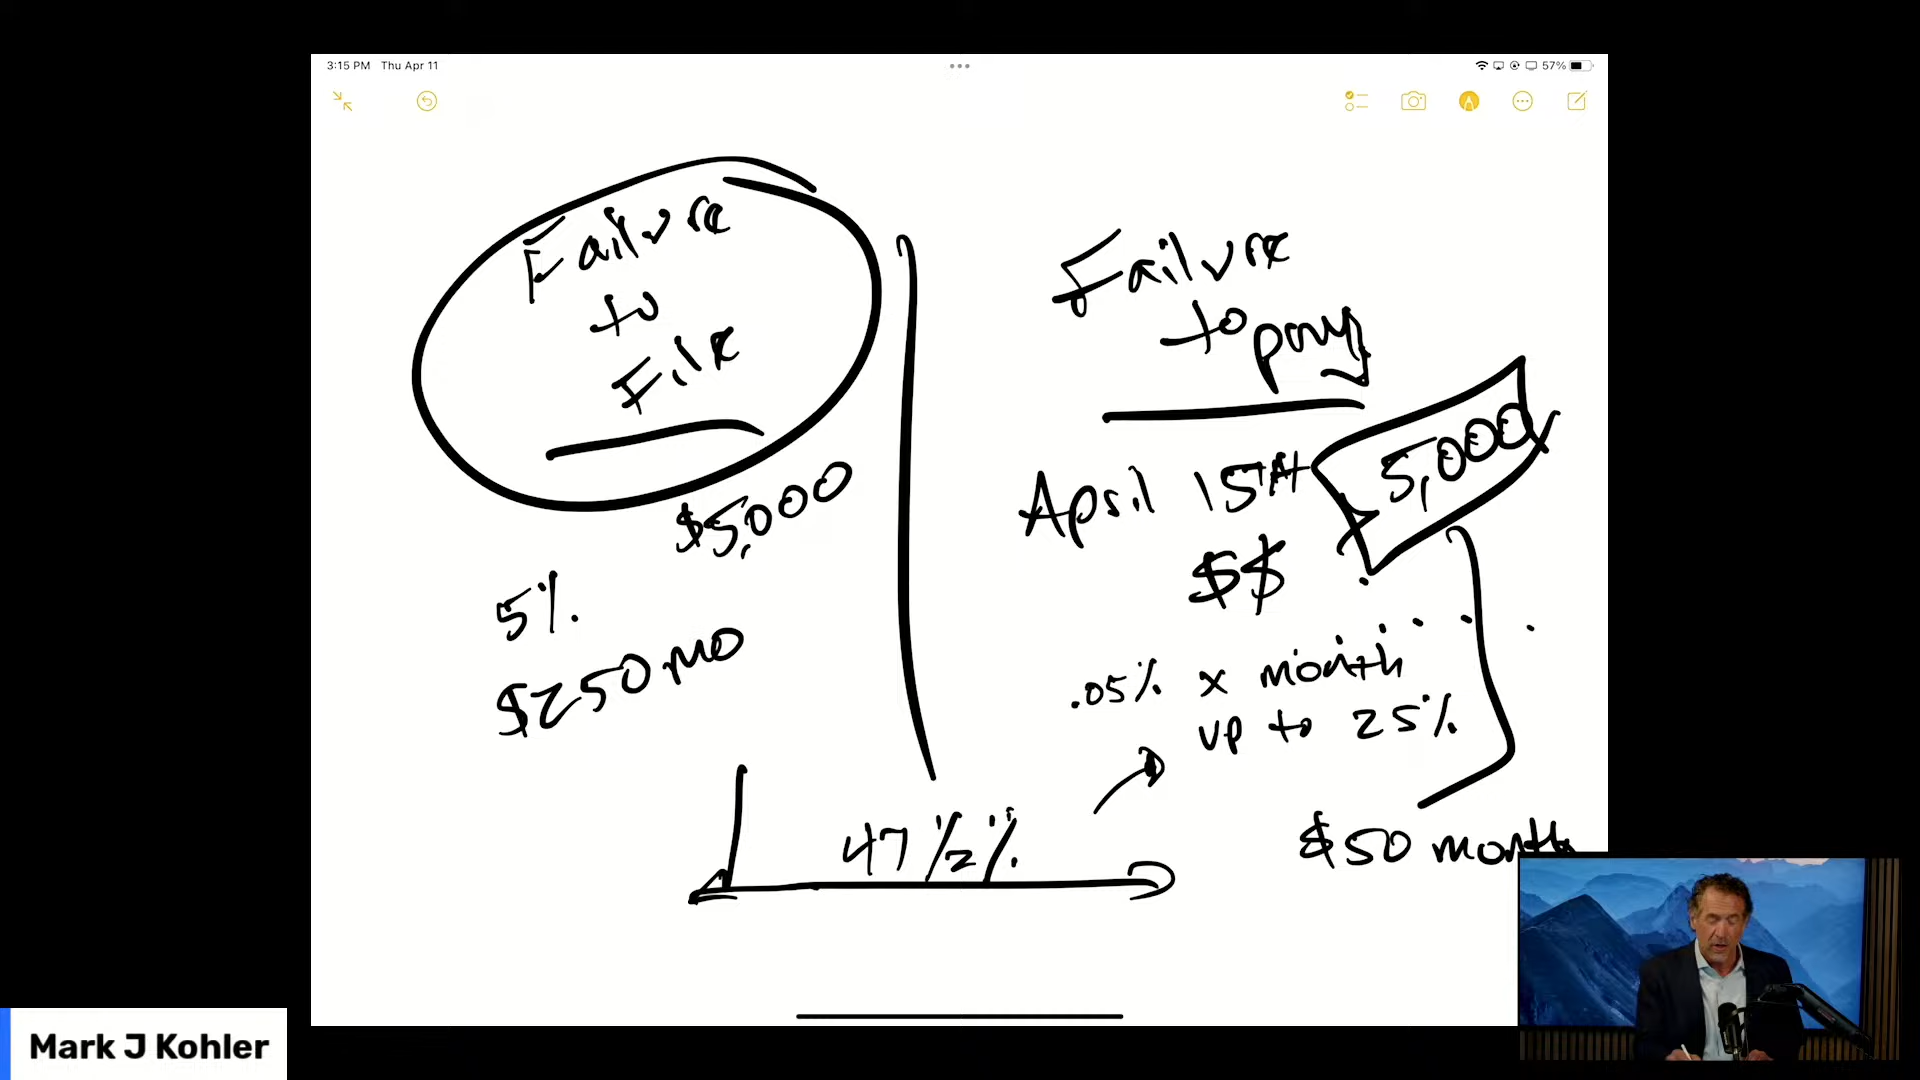 3:15 PM Thu Apr 11
57%
Failure
to
File
$5,000
5%
$250 mo
Failure
to pay
April 15th
5,000
$$
.05% x month
up to 25%
47 1/2 %
$50 month
Mark J Kohler